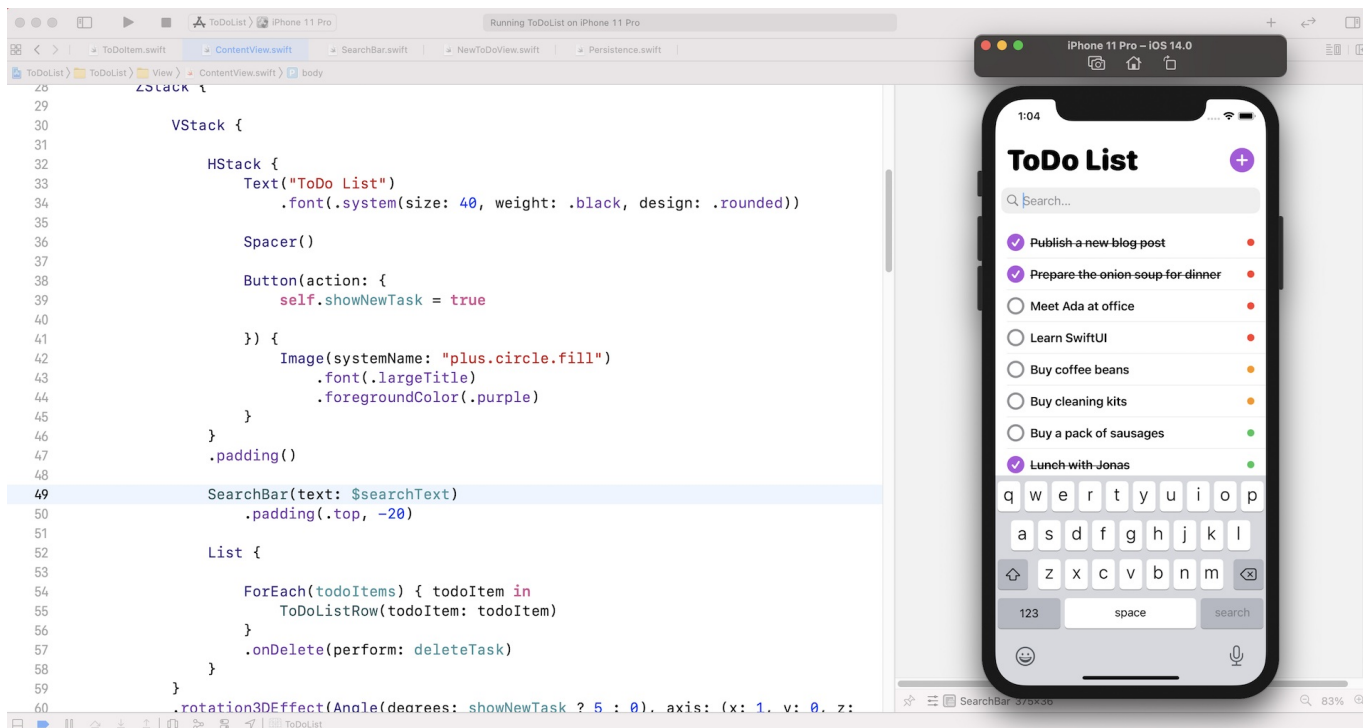 ToDoList 〉 iPhone 11 Pro
Running ToDoList on iPhone 11 Pro
ToDoItem.swift
ContentView.swift
SearchBar.swift
NewToDoView.swift
Persistence.swift
ToDoList 〉 ToDoList 〉 View 〉 ContentView.swift 〉 body
28 ZStack {
29
30 VStack {
31
32 HStack {
33 Text("ToDo List")
34 .font(.system(size: 40, weight: .black, design: .rounded))
35
36 Spacer()
37
38 Button(action: {
39 self.showNewTask = true
40
41 }) {
42 Image(systemName: "plus.circle.fill")
43 .font(.largeTitle)
44 .foregroundColor(.purple)
45 }
46 }
47 .padding()
48
49 SearchBar(text: $searchText)
50 .padding(.top, -20)
51
52 List {
53
54 ForEach(todoItems) { todoItem in
55 ToDoListRow(todoItem: todoItem)
56 }
57 .onDelete(perform: deleteTask)
58 }
59 }
60 .rotation3DEffect(Angle(degrees: showNewTask ? 5 : 0), axis: (x: 1, y: 0, z:
ToDoList
iPhone 11 Pro – iOS 14.0
1:04
ToDo List
Search...
Publish a new blog post
Prepare the onion soup for dinner
Meet Ada at office
Learn SwiftUI
Buy coffee beans
Buy cleaning kits
Buy a pack of sausages
Lunch with Jonas
q w e r t y u i o p
a s d f g h j k l
z x c v b n m
123 space search
SearchBar 375×36
83%